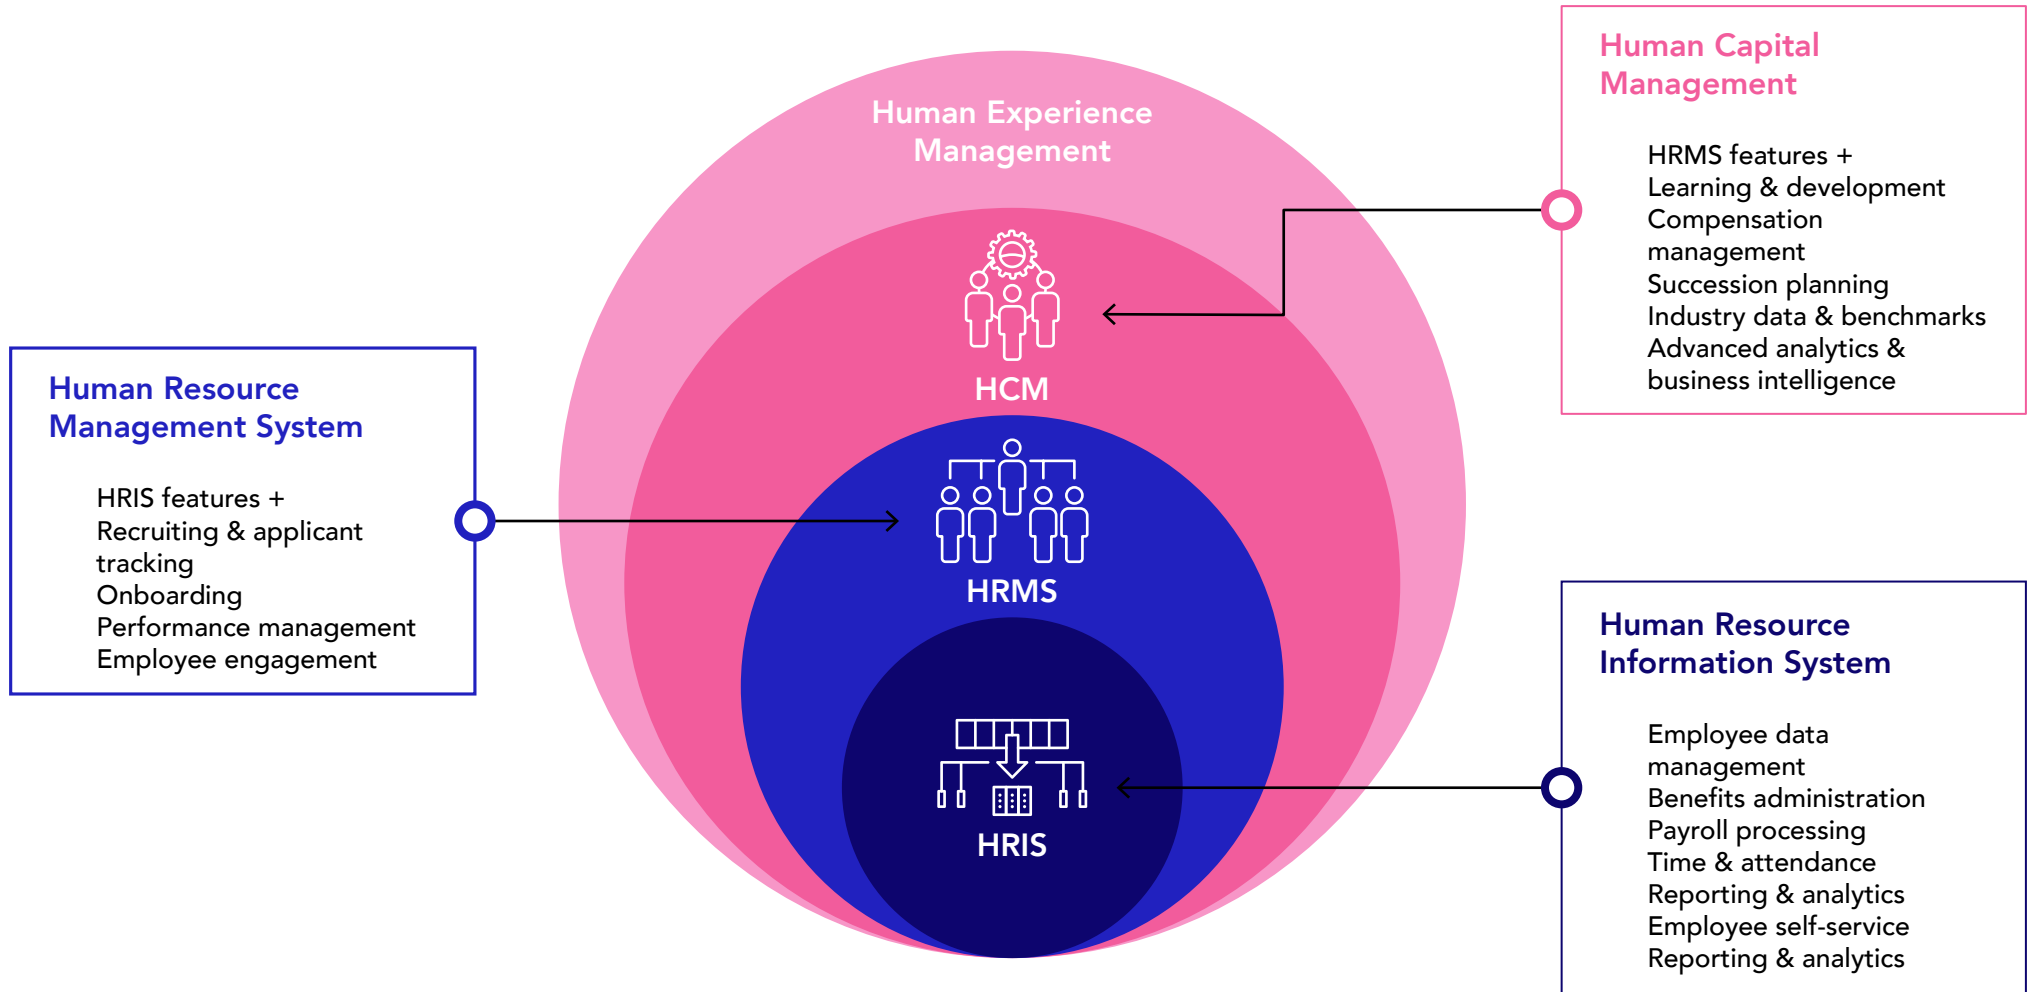 Human Experience
Management
HCM
HRMS
HRIS
Human Resource
Management System
HRIS features +
Recruiting & applicant
tracking
Onboarding
Performance management
Employee engagement
Human Capital
Management
HRMS features +
Learning & development
Compensation
management
Succession planning
Industry data & benchmarks
Advanced analytics &
business intelligence
Human Resource
Information System
Employee data
management
Benefits administration
Payroll processing
Time & attendance
Reporting & analytics
Employee self-service
Reporting & analytics